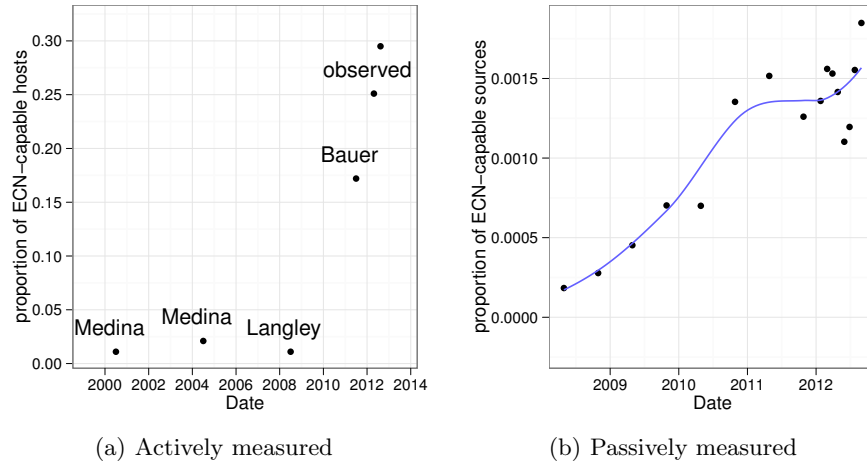 proportion of ECN−capable hosts
0.30
0.25
0.20
0.15
0.10
0.05
0.00
observed
Bauer
Medina
Medina
Langley
2000 2002 2004 2006 2008 2010 2012 2014
Date
(a) Actively measured
proportion of ECN−capable sources
0.0015
0.0010
0.0005
0.0000
2009 2010 2011 2012
Date
(b) Passively measured